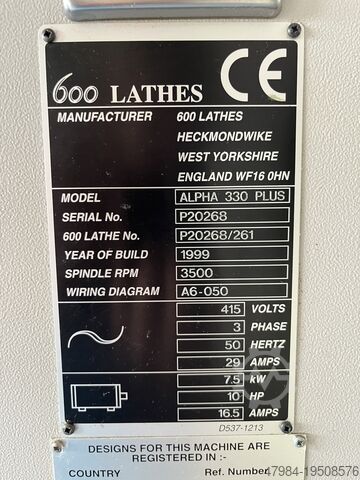 600 LATHES CE
MANUFACTURER 600 LATHES
HECKMONDWIKE
WEST YORKSHIRE
ENGLAND WF16 0HN
MODEL ALPHA 330 PLUS
SERIAL No. P20268
600 LATHE No. P20268/261
YEAR OF BUILD 1999
SPINDLE RPM 3500
WIRING DIAGRAM A6-050
415 VOLTS
3 PHASE
50 HERTZ
29 AMPS
7.5 kW
10 HP
16.5 AMPS
D537-1213
DESIGNS FOR THIS MACHINE ARE
REGISTERED IN :-
COUNTRY Ref. Number
47984-19508576